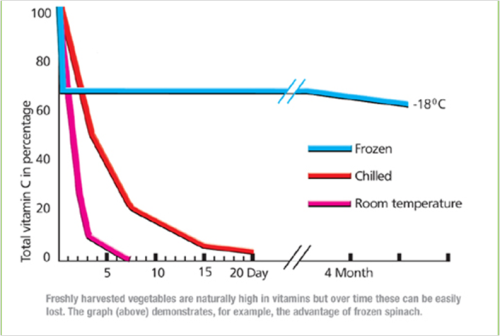 100
80
60
40
20
0
Total vitamin C in percentage
-18⁰C
Frozen
Chilled
Room temperature
5 10 15 20 Day 4 Month
Freshly harvested vegetables are naturally high in vitamins but over time these can be easily
lost. The graph (above) demonstrates, for example, the advantage of frozen spinach.